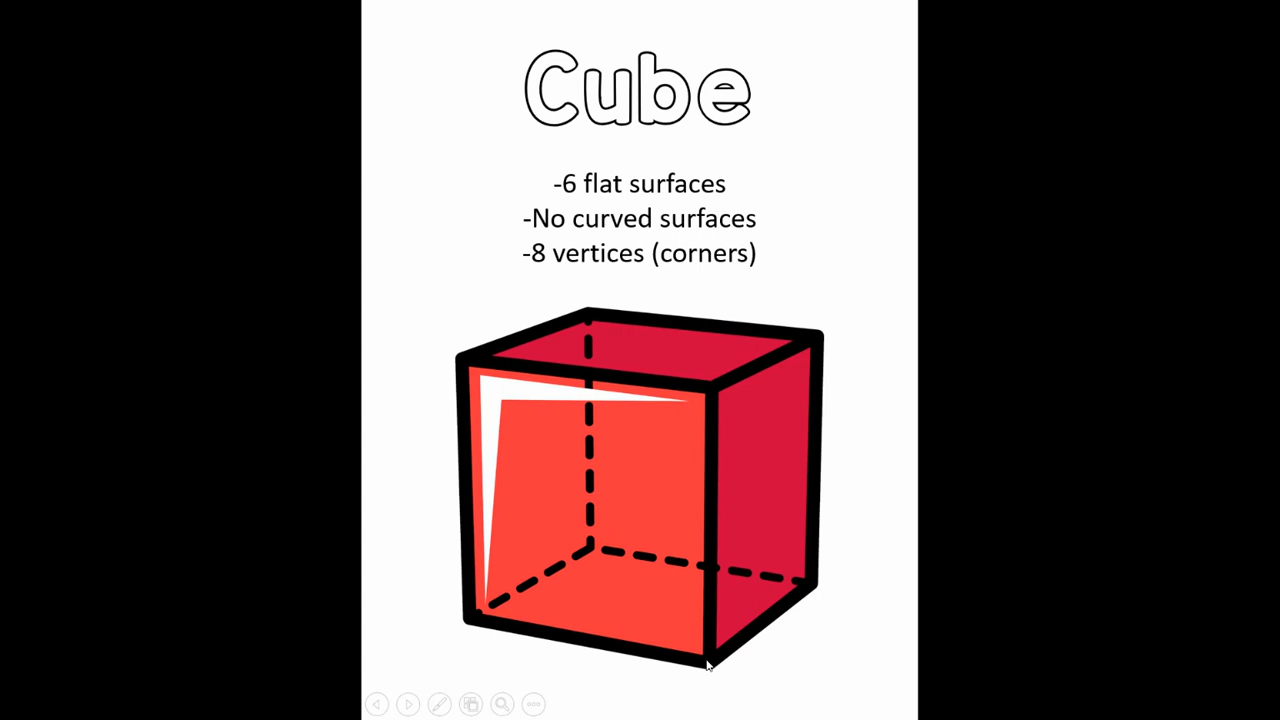 Cube
-6 flat surfaces
-No curved surfaces
-8 vertices (corners)